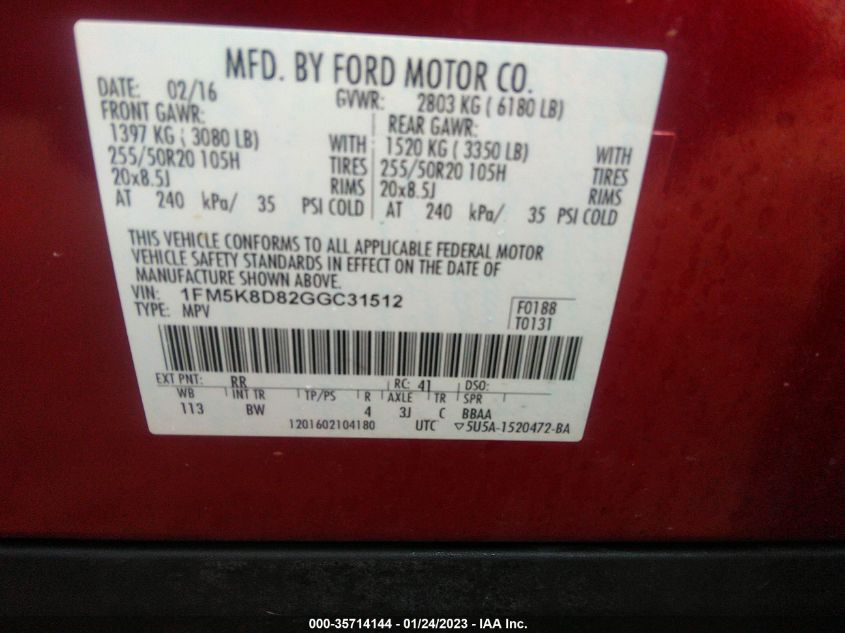 MFD. BY FORD MOTOR CO.
DATE: 02/16 GVWR: 2803 KG ( 6180 LB)
FRONT GAWR: REAR GAWR:
1397 KG ( 3080 LB) WITH 1520 KG ( 3350 LB) WITH
255/50R20 105H TIRES 255/50R20 105H TIRES
20x8.5J RIMS 20x8.5J RIMS
AT 240 kPa/ 35 PSI COLD AT 240 kPa/ 35 PSI COLD
THIS VEHICLE CONFORMS TO ALL APPLICABLE FEDERAL MOTOR
VEHICLE SAFETY STANDARDS IN EFFECT ON THE DATE OF
MANUFACTURE SHOWN ABOVE.
VIN: 1FM5K8D82GGC31512 F0188
TYPE: MPV T0131
EXT PNT: RR RC: 41 DSO:
WB INT TR TP/PS R AXLE TR SPR
113 BW 4 3J C BBAA
1201602104180 UTC ▽5U5A-1520472-BA
000-35714144 — 01/24/2023 — IAA Inc.